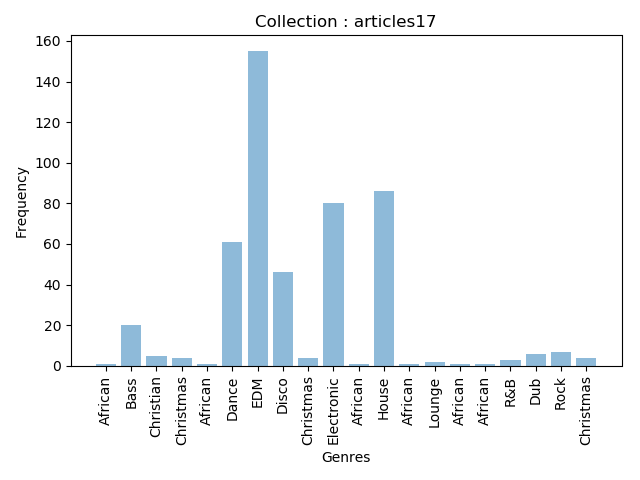 Collection : articles17
160
140
120
100
80
60
40
20
0
Frequency
African
Bass
Christian
Christmas
African
Dance
EDM
Disco
Christmas
Electronic
African
House
African
Lounge
African
African
R&B
Dub
Rock
Christmas
Genres